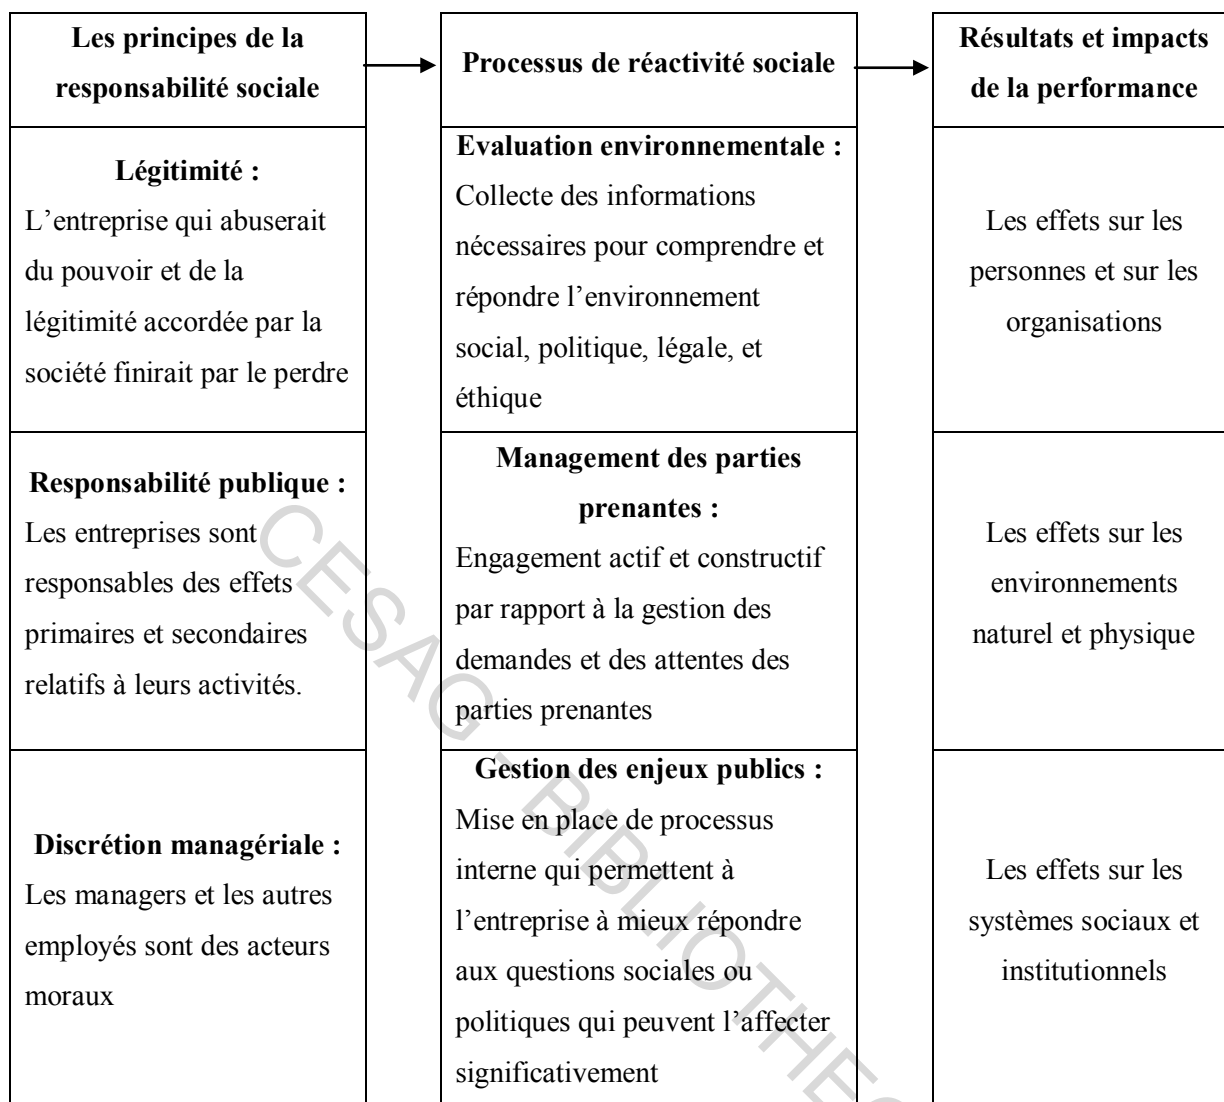 Les principes de la
responsabilité sociale
Processus de réactivité sociale
Résultats et impacts
de la performance
Légitimité :
L’entreprise qui abuserait
du pouvoir et de la
légitimité accordée par la
société finirait par le perdre
Evaluation environnementale :
Collecte des informations
nécessaires pour comprendre et
répondre l’environnement
social, politique, légale, et
éthique
Les effets sur les
personnes et sur les
organisations
Responsabilité publique :
Les entreprises sont
responsables des effets
primaires et secondaires
relatifs à leurs activités.
Management des parties
prenantes :
Engagement actif et constructif
par rapport à la gestion des
demandes et des attentes des
parties prenantes
Les effets sur les
environnements
naturel et physique
Discrétion managériale :
Les managers et les autres
employés sont des acteurs
moraux
Gestion des enjeux publics :
Mise en place de processus
interne qui permettent à
l’entreprise à mieux répondre
aux questions sociales ou
politiques qui peuvent l’affecter
significativement
Les effets sur les
systèmes sociaux et
institutionnels
CESAG - BIBLIOTHE